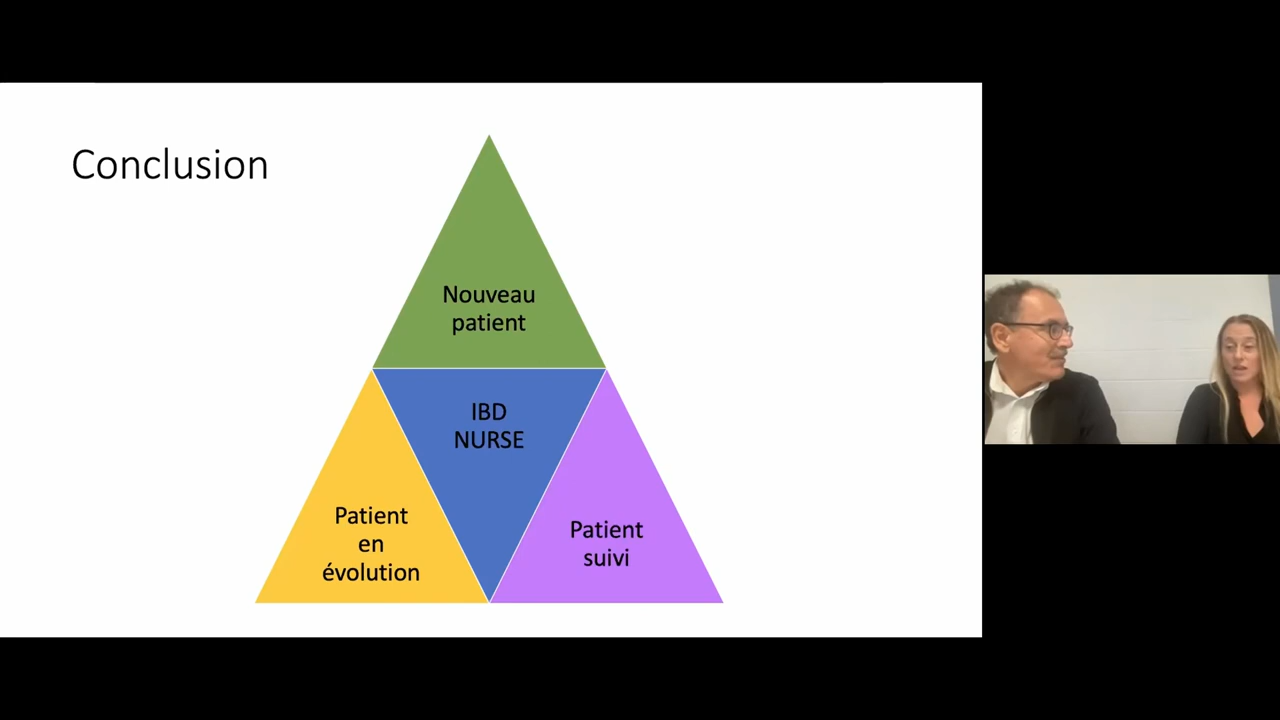 Conclusion
Nouveau
patient
IBD
NURSE
Patient
en
évolution
Patient
suivi